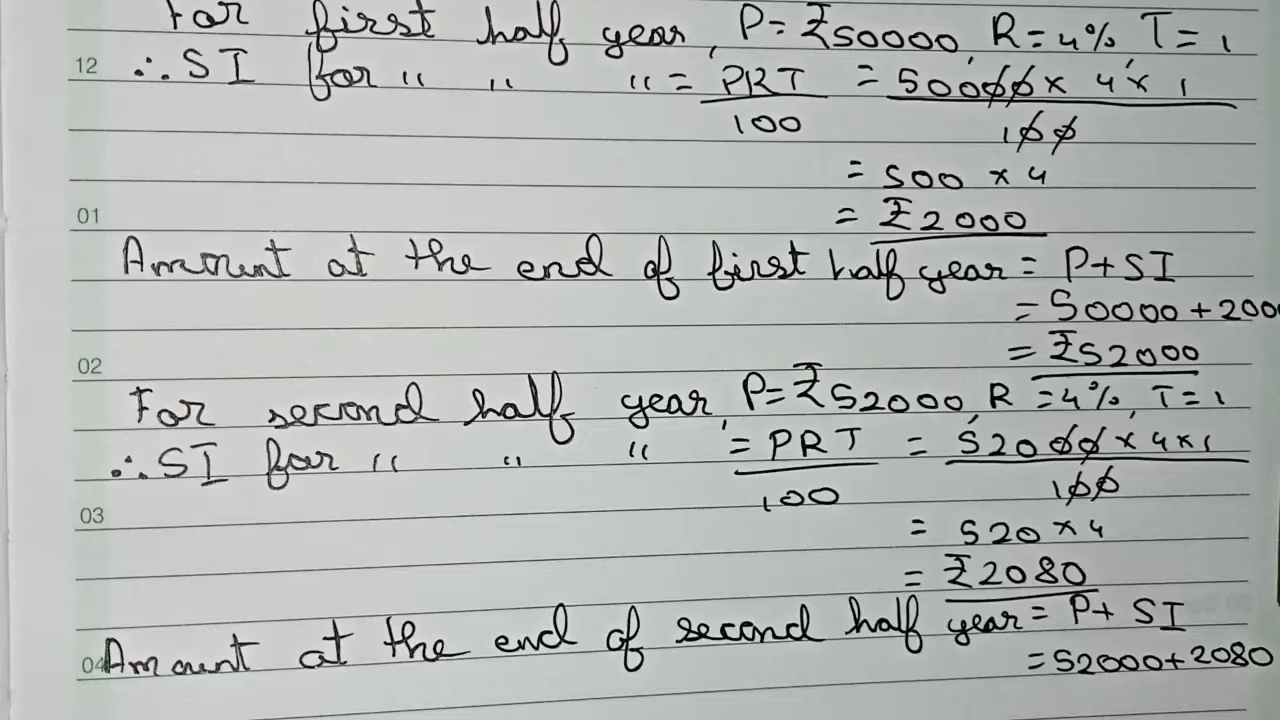 For first half year, P = ₹50000, R = 4%, T = 1
12 ∴ SI for " " " = PRT/100 = 50000 × 4 × 1/100
= 500 × 4
01 = ₹2000
Amount at the end of first half year = P + SI
= 50000 + 200
02 = ₹52000
For second half year, P = ₹52000, R = 4%, T = 1
∴ SI for " " " = PRT/100 = 52000 × 4 × 1/100
03
= 520 × 4
= ₹2080
Amount at the end of second half year = P + SI
04 = 52000 + 2080